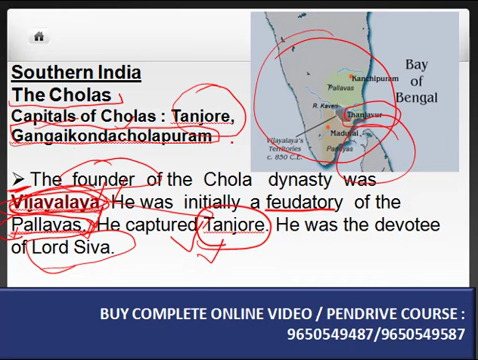 Southern India
The Cholas
Capitals of Cholas : Tanjore,
Gangaikondacholapuram .
The founder of the Chola dynasty was
Vijayalaya. He was initially a feudatory of the
Pallavas. He captured Tanjore. He was the devotee
of Lord Siva.
Kanchipuram
Pallavas
R. Kaveri
Thanjavur
Vijayalaya's
Territories
c. 850 C.E.
Madurai
Pandyas
Bay
of
Bengal
BUY COMPLETE ONLINE VIDEO / PENDRIVE COURSE :
9650549487/9650549587